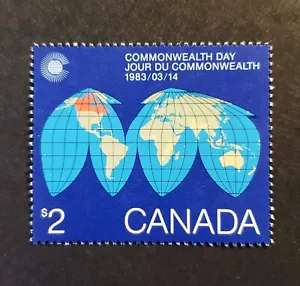 COMMONWEALTH DAY
JOUR DU COMMONWEALTH
1983/03/14
$2 CANADA